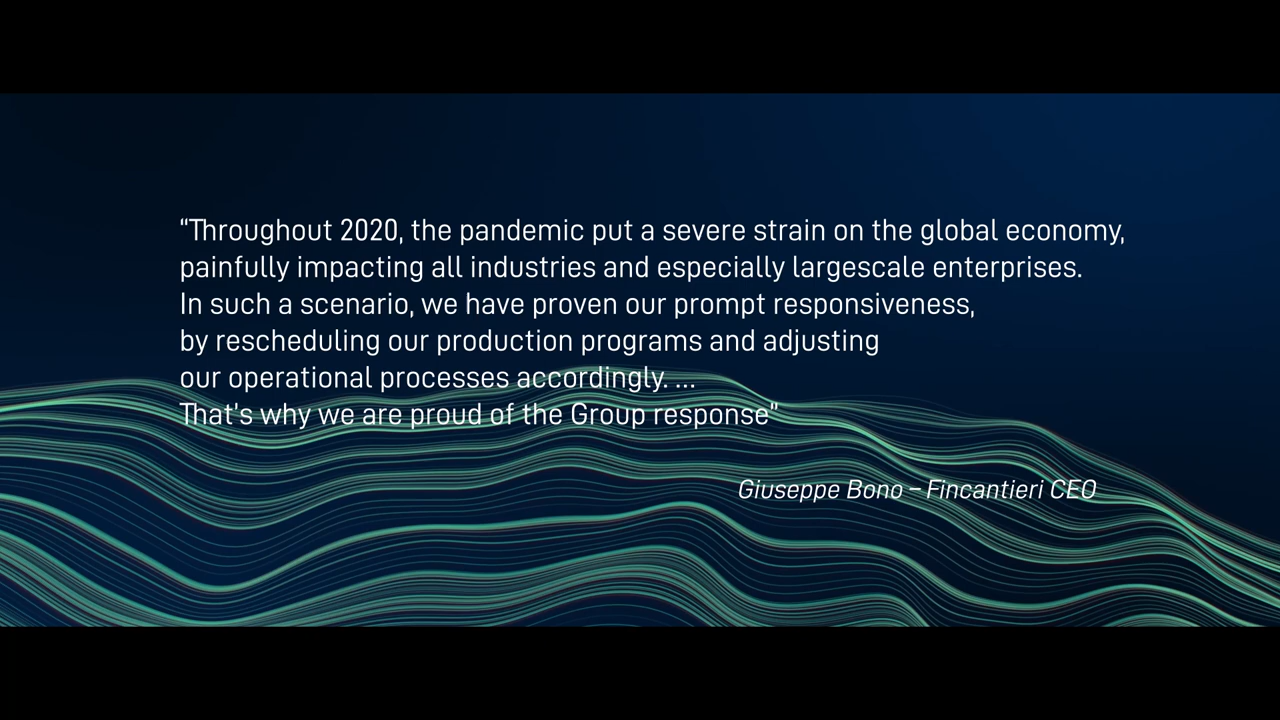 “Throughout 2020, the pandemic put a severe strain on the global economy,
painfully impacting all industries and especially largescale enterprises.
In such a scenario, we have proven our prompt responsiveness,
by rescheduling our production programs and adjusting
our operational processes accordingly. ...
That's why we are proud of the Group response”
Giuseppe Bono – Fincantieri CEO